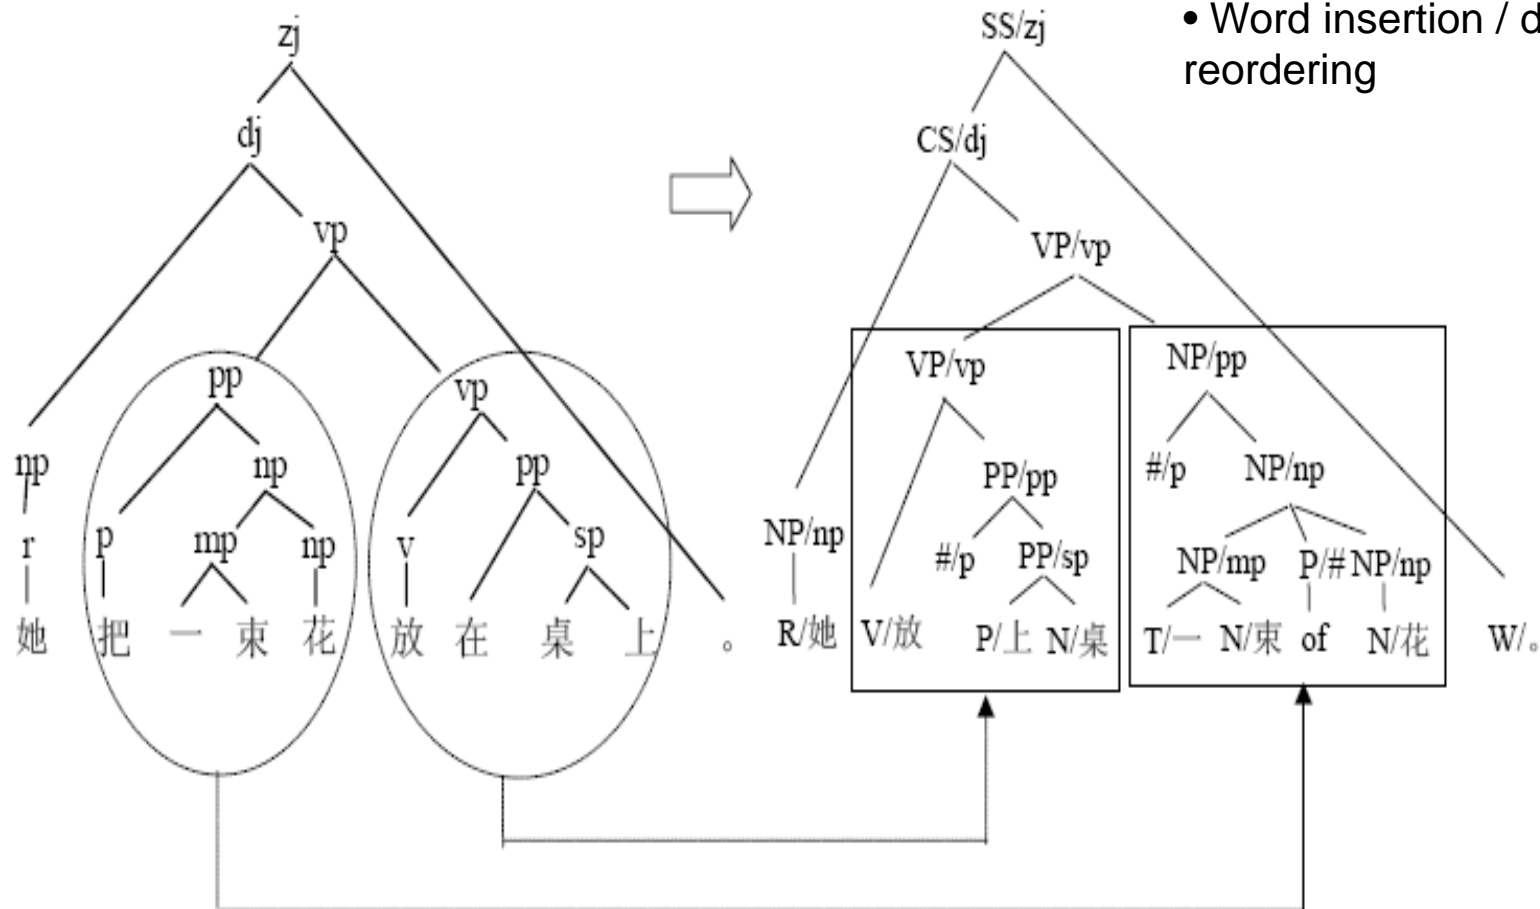 • Word insertion / d
reordering
zj
dj
vp
pp
vp
np
np
pp
r
p
mp
np
v
sp
她 把 一 束 花 放 在 桌 上 。
SS/zj
CS/dj
VP/vp
VP/vp
NP/pp
PP/pp
#/p
NP/np
NP/np
#/p
PP/sp
NP/mp
P/#
NP/np
R/她 V/放 P/上 N/桌 T/一 N/束 of N/花 W/。